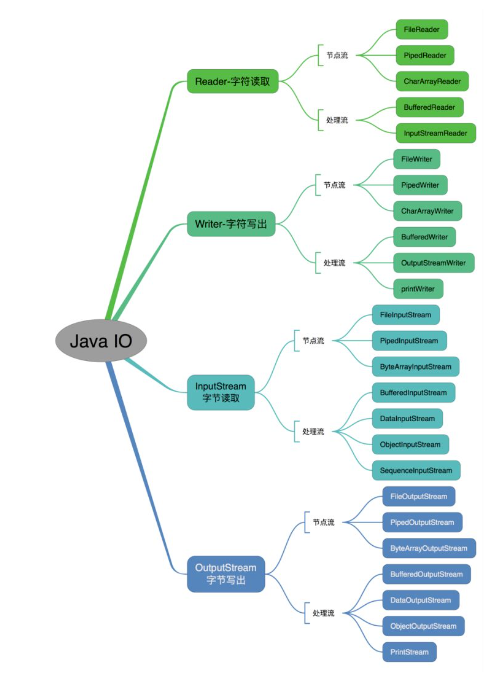 Java IO
Reader-字符读取
节点流
FileReader
PipedReader
CharArrayReader
处理流
BufferedReader
InputStreamReader
Writer-字符写出
节点流
FileWriter
PipedWriter
CharArrayWriter
处理流
BufferedWriter
OutputStreamWriter
printWriter
InputStream
字节读取
节点流
FileInputStream
PipedInputStream
ByteArrayInputStream
处理流
BufferedInputStream
DataInputStream
ObjectInputStream
SequenceInputStream
OutputStream
字节写出
节点流
FileOutputStream
PipedOutputStream
ByteArrayOutputStream
处理流
BufferedOutputStream
DateOutputStream
ObjectOutputStream
PrintStream